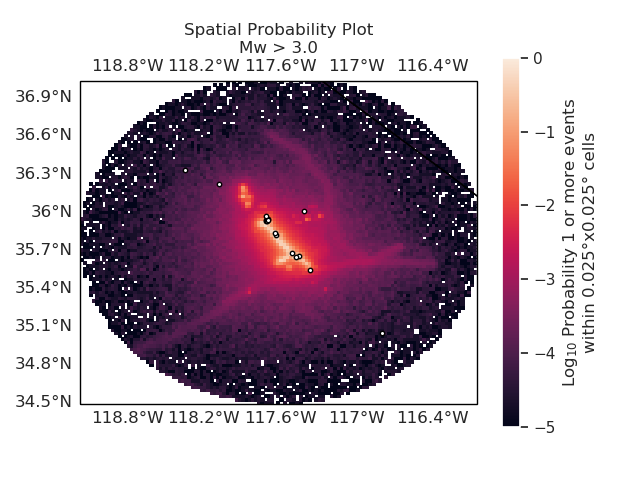 Spatial Probability Plot
Mw > 3.0
118.8°W 118.2°W 117.6°W 117°W 116.4°W
36.9°N
36.6°N
36.3°N
36°N
35.7°N
35.4°N
35.1°N
34.8°N
34.5°N
118.8°W 118.2°W 117.6°W 117°W 116.4°W
0
−1
−2
−3
−4
−5
Log₁₀ Probability 1 or more events
within 0.025°x0.025° cells